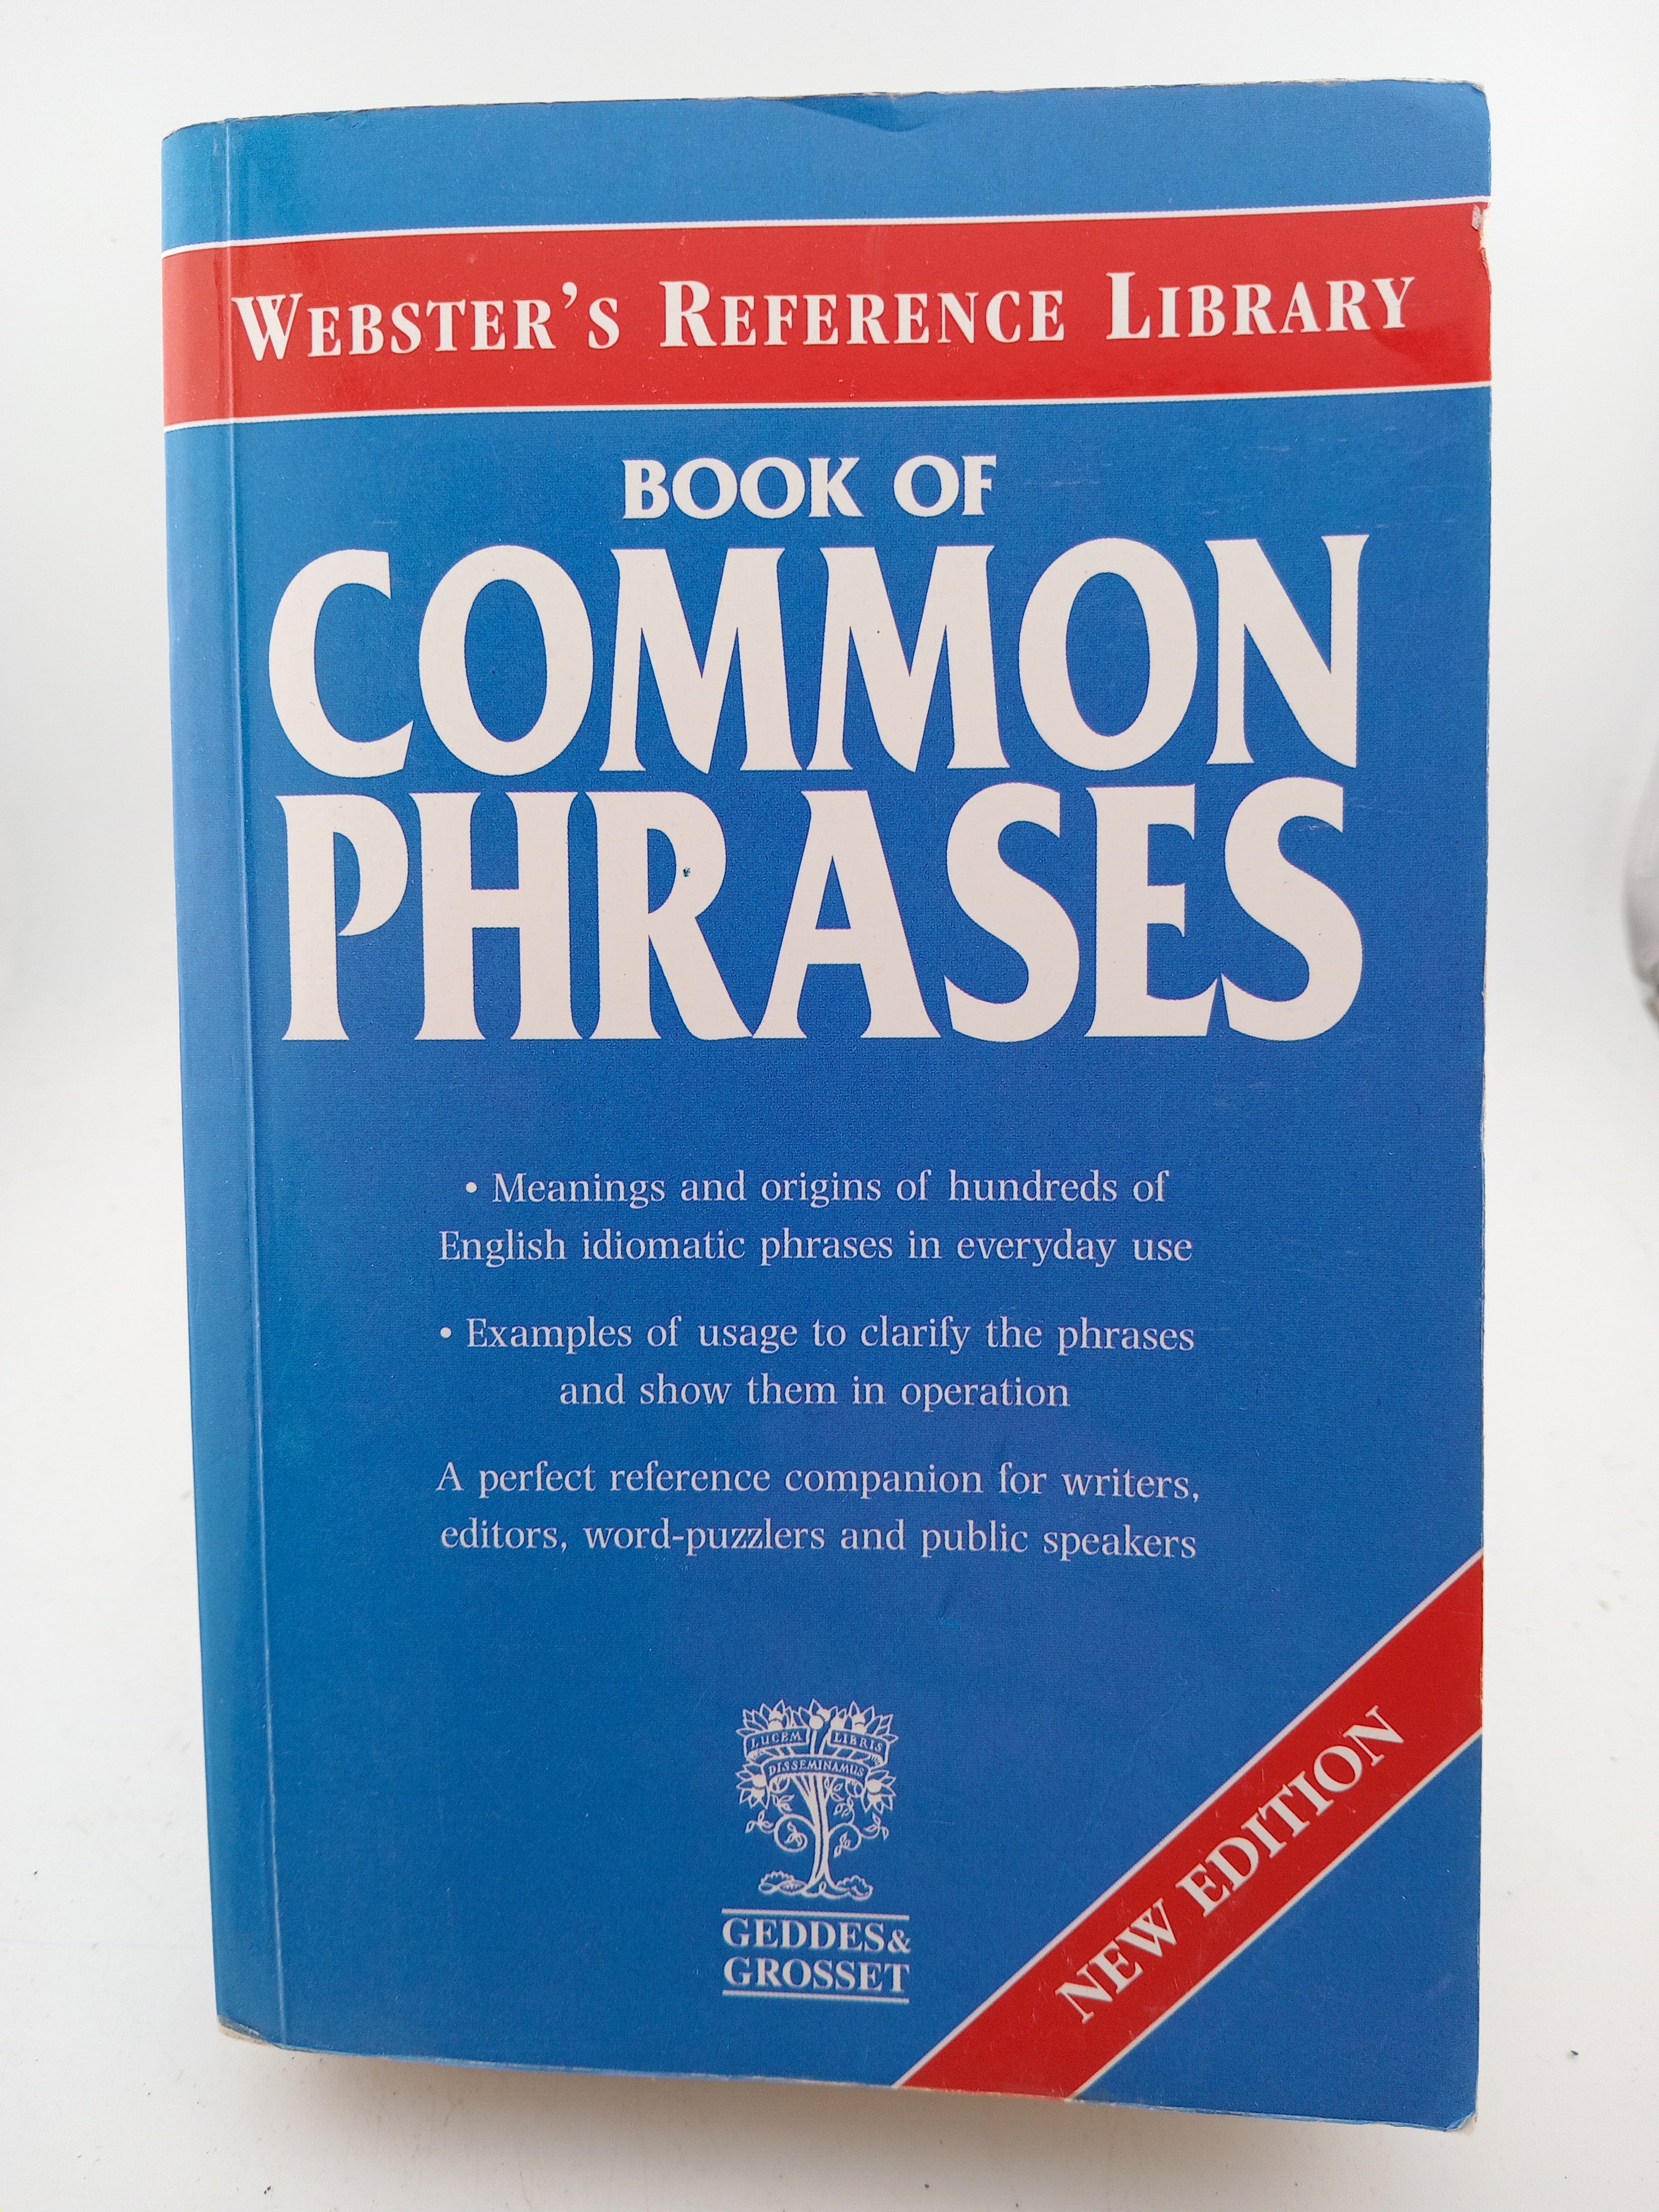 WEBSTER'S REFERENCE LIBRARY
BOOK OF
COMMON
PHRASES
• Meanings and origins of hundreds of
English idiomatic phrases in everyday use
• Examples of usage to clarify the phrases
and show them in operation
A perfect reference companion for writers,
editors, word-puzzlers and public speakers
LUCEM LIBRIS
DISSEMINAMUS
GEDDES&
GROSSET
NEW EDITION